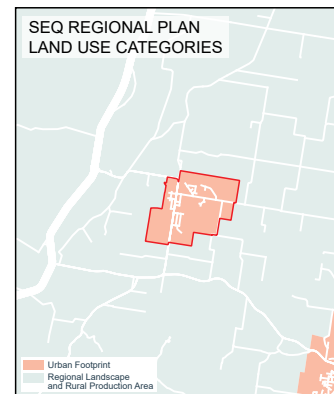 SEQ REGIONAL PLAN
LAND USE CATEGORIES
Urban Footprint
Regional Landscape
and Rural Production Area